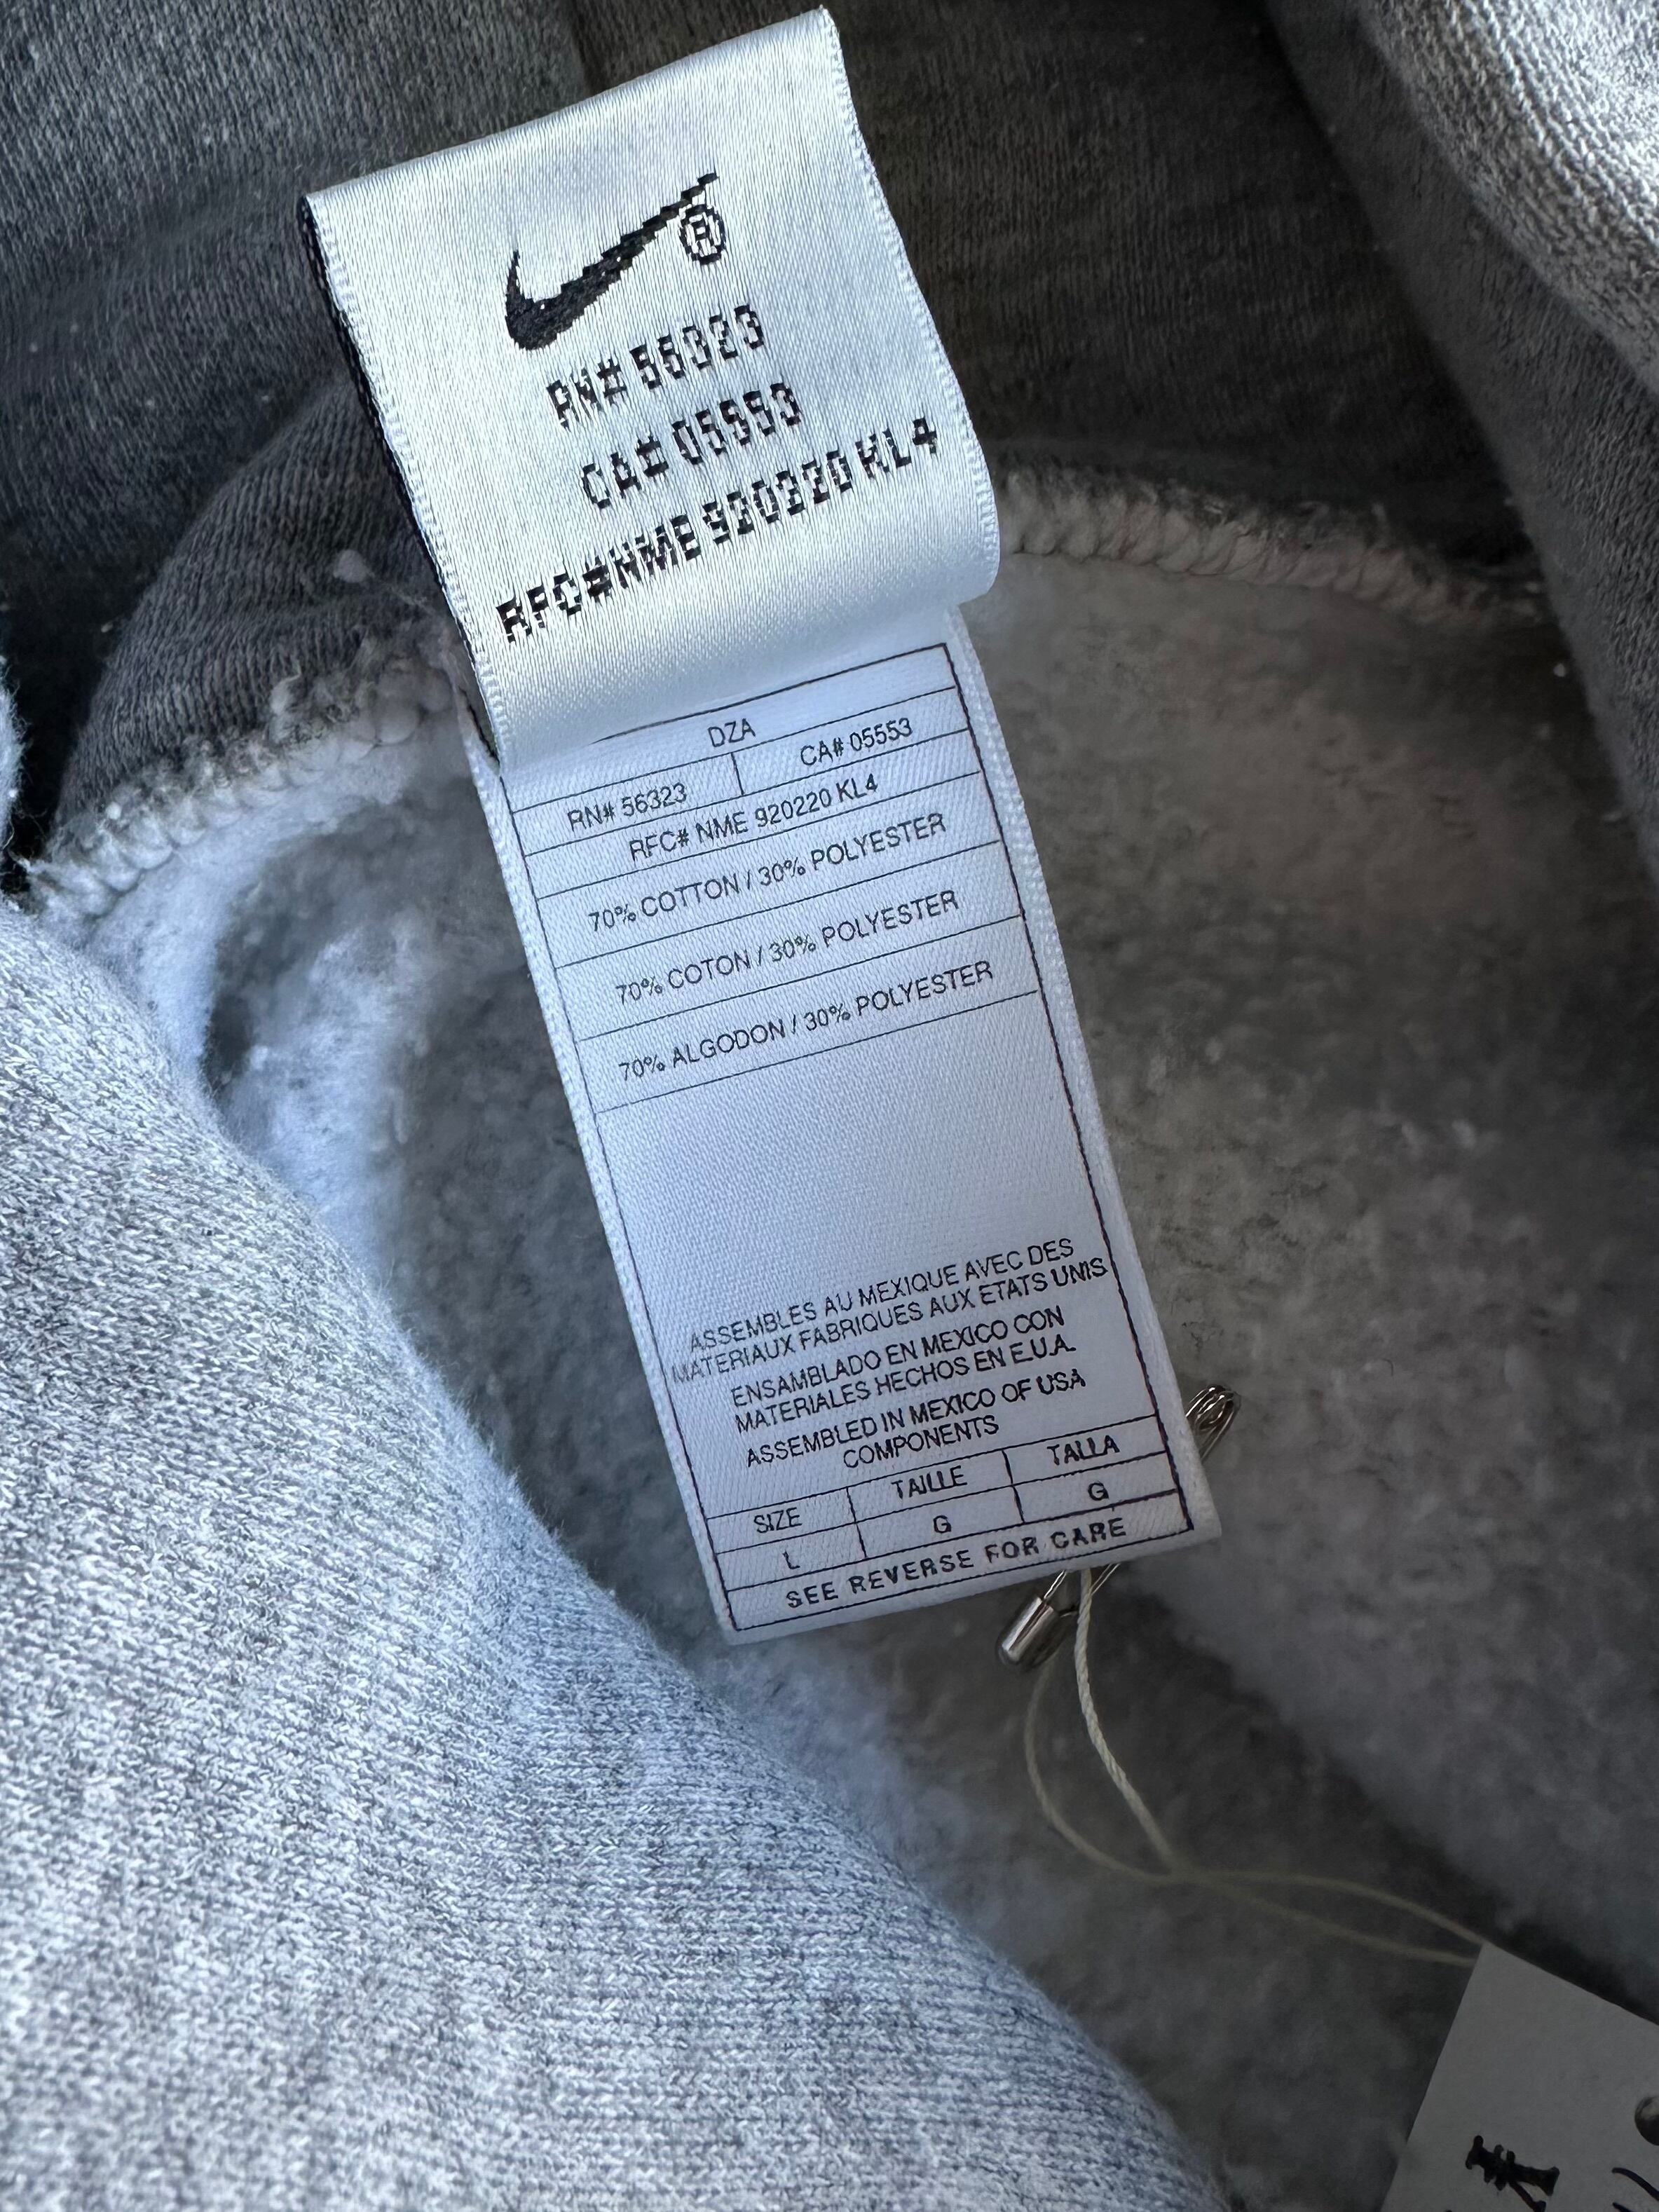 ®
RN# 56323
CA# 05553
RFC#NME 920220 KL4
DZA
RN# 56323 CA# 05553
RFC# NME 920220 KL4
70% COTTON / 30% POLYESTER
70% COTON / 30% POLYESTER
70% ALGODON / 30% POLYESTER
ASSEMBLES AU MEXIQUE AVEC DES
MATERIAUX FABRIQUES AUX ETATS UNIS
ENSAMBLADO EN MEXICO CON
MATERIALES HECHOS EN E.U.A.
ASSEMBLED IN MEXICO OF USA
COMPONENTS
SIZE TAILLE TALLA
L G G
SEE REVERSE FOR CARE